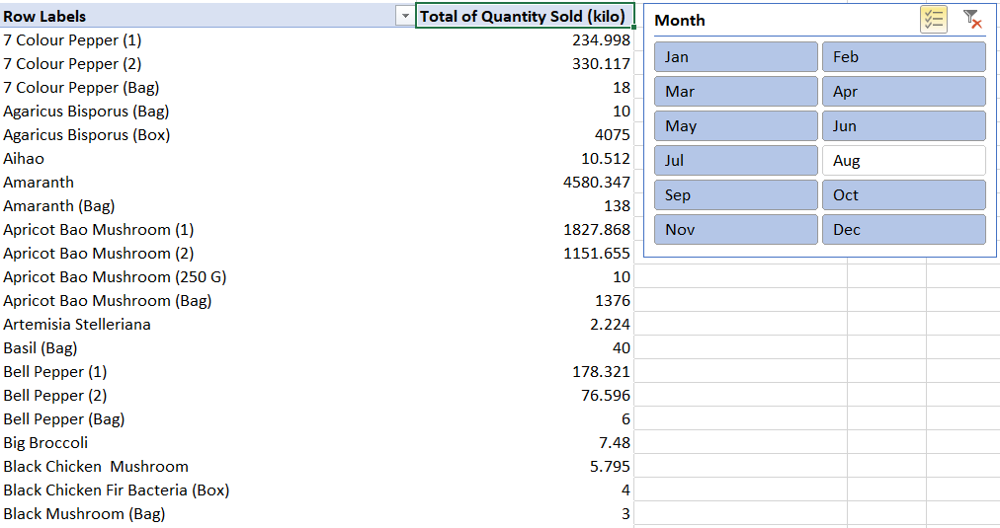 Row Labels Total of Quantity Sold (kilo)
7 Colour Pepper (1) 234.998
7 Colour Pepper (2) 330.117
7 Colour Pepper (Bag) 18
Agaricus Bisporus (Bag) 10
Agaricus Bisporus (Box) 4075
Aihao 10.512
Amaranth 4580.347
Amaranth (Bag) 138
Apricot Bao Mushroom (1) 1827.868
Apricot Bao Mushroom (2) 1151.655
Apricot Bao Mushroom (250 G) 10
Apricot Bao Mushroom (Bag) 1376
Artemisia Stelleriana 2.224
Basil (Bag) 40
Bell Pepper (1) 178.321
Bell Pepper (2) 76.596
Bell Pepper (Bag) 6
Big Broccoli 7.48
Black Chicken  Mushroom 5.795
Black Chicken Fir Bacteria (Box) 4
Black Mushroom (Bag) 3
Month
Jan Feb
Mar Apr
May Jun
Jul Aug
Sep Oct
Nov Dec